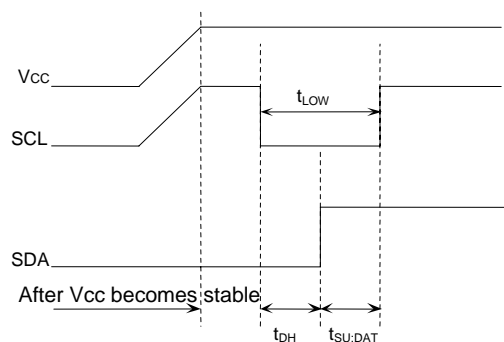 VCC
tLOW
SCL
SDA
After Vcc becomes stable
tDH
tSU;DAT